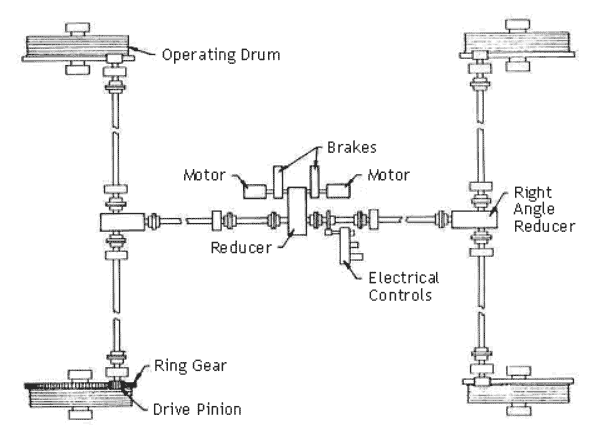 Operating Drum
Brakes
Motor
Motor
Right
Angle
Reducer
Reducer
Electrical
Controls
Ring Gear
Drive Pinion